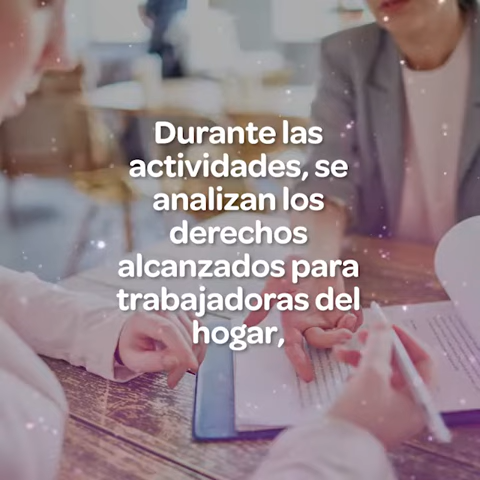 Durante las
actividades, se
analizan los
derechos
alcanzados para
trabajadoras del
hogar,